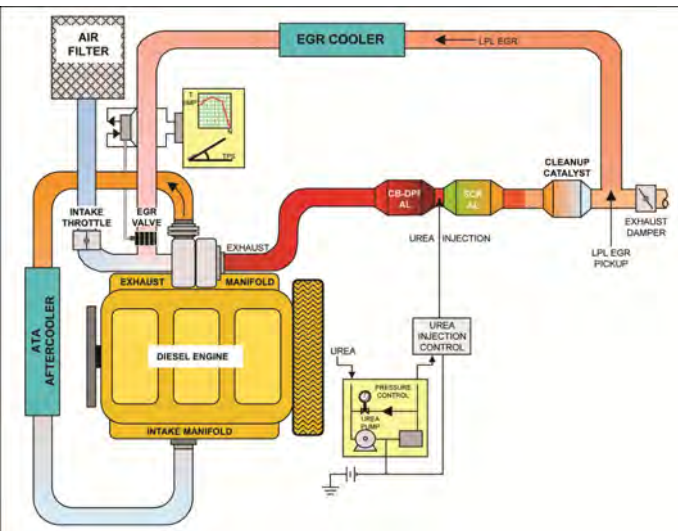 AIR
FILTER
EGR COOLER
LPL EGR
T
TPS
CLEANUP
CATALYST
INTAKE
THROTTLE
EGR
VALVE
CB-DPF
AL
SCR
AL
EXHAUST
UREA INJECTION
EXHAUST
DAMPER
LPL EGR
PICKUP
EXHAUST MANIFOLD
ATA
AFTERCOOLER
DIESEL ENGINE
UREA
INJECTION
CONTROL
UREA
PRESSURE
CONTROL
UREA
PUMP
INTAKE MANIFOLD